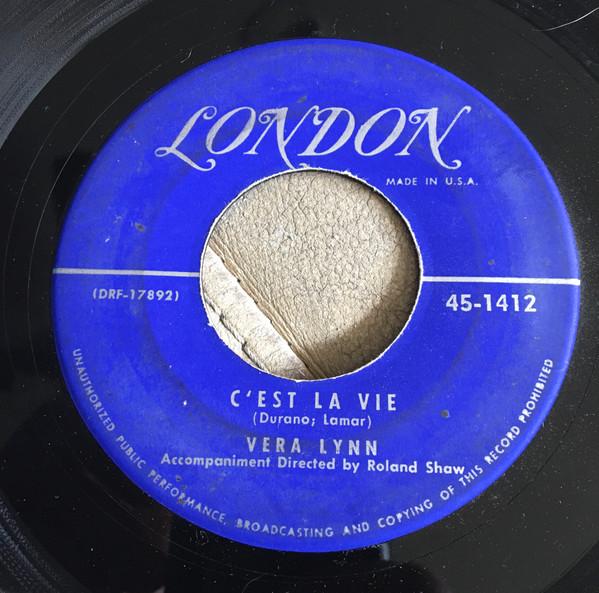 LONDON
MADE IN U.S.A.
(DRF-17892)
45-1412
C'EST LA VIE
(Durano; Lamar)
VERA LYNN
Accompaniment Directed by Roland Shaw
UNAUTHORIZED PUBLIC PERFORMANCE, BROADCASTING AND COPYING OF THIS RECORD PROHIBITED